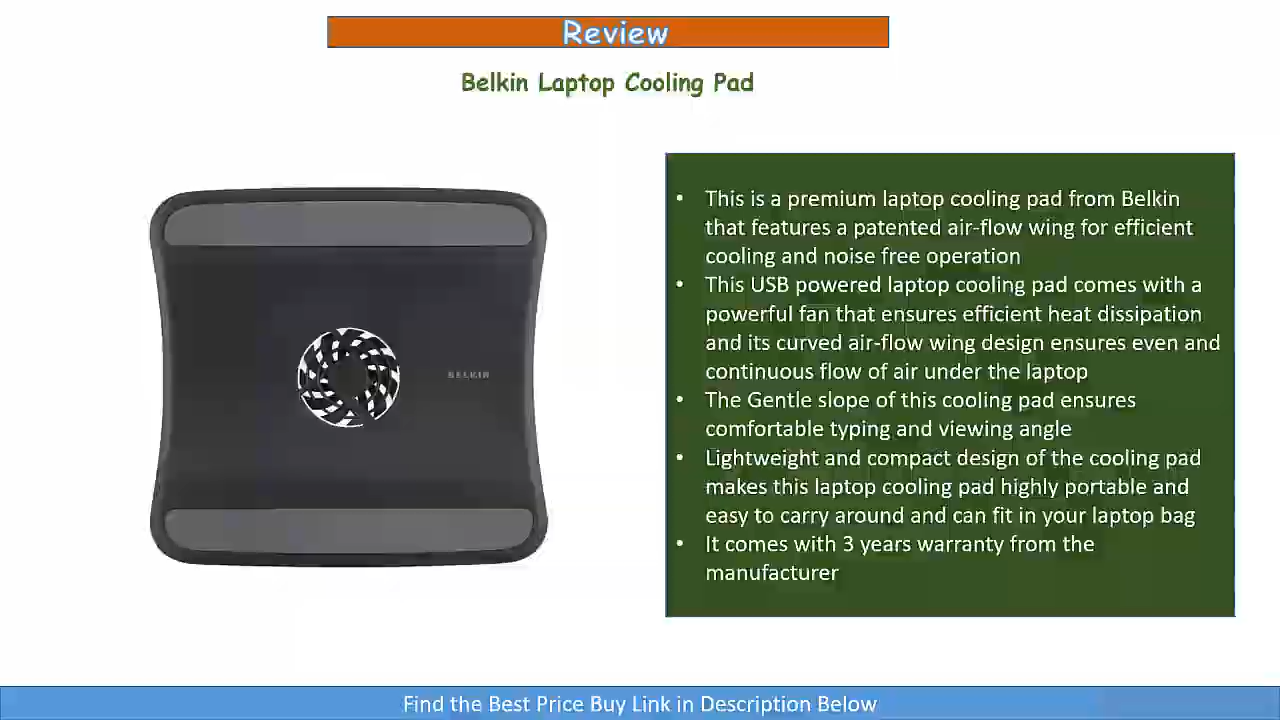 Review
Belkin Laptop Cooling Pad
BELKIN
• This is a premium laptop cooling pad from Belkin
that features a patented air-flow wing for efficient
cooling and noise free operation
• This USB powered laptop cooling pad comes with a
powerful fan that ensures efficient heat dissipation
and its curved air-flow wing design ensures even and
continuous flow of air under the laptop
• The Gentle slope of this cooling pad ensures
comfortable typing and viewing angle
• Lightweight and compact design of the cooling pad
makes this laptop cooling pad highly portable and
easy to carry around and can fit in your laptop bag
• It comes with 3 years warranty from the
manufacturer
Find the Best Price Buy Link in Description Below